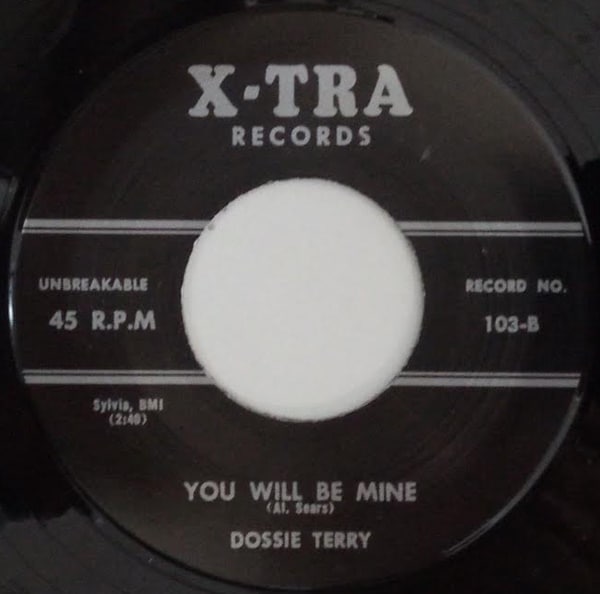 X-TRA
RECORDS
UNBREAKABLE
45 R.P.M
RECORD NO.
103-B
Sylvia, BMI
(2:40)
YOU WILL BE MINE
(Al. Sears)
DOSSIE TERRY